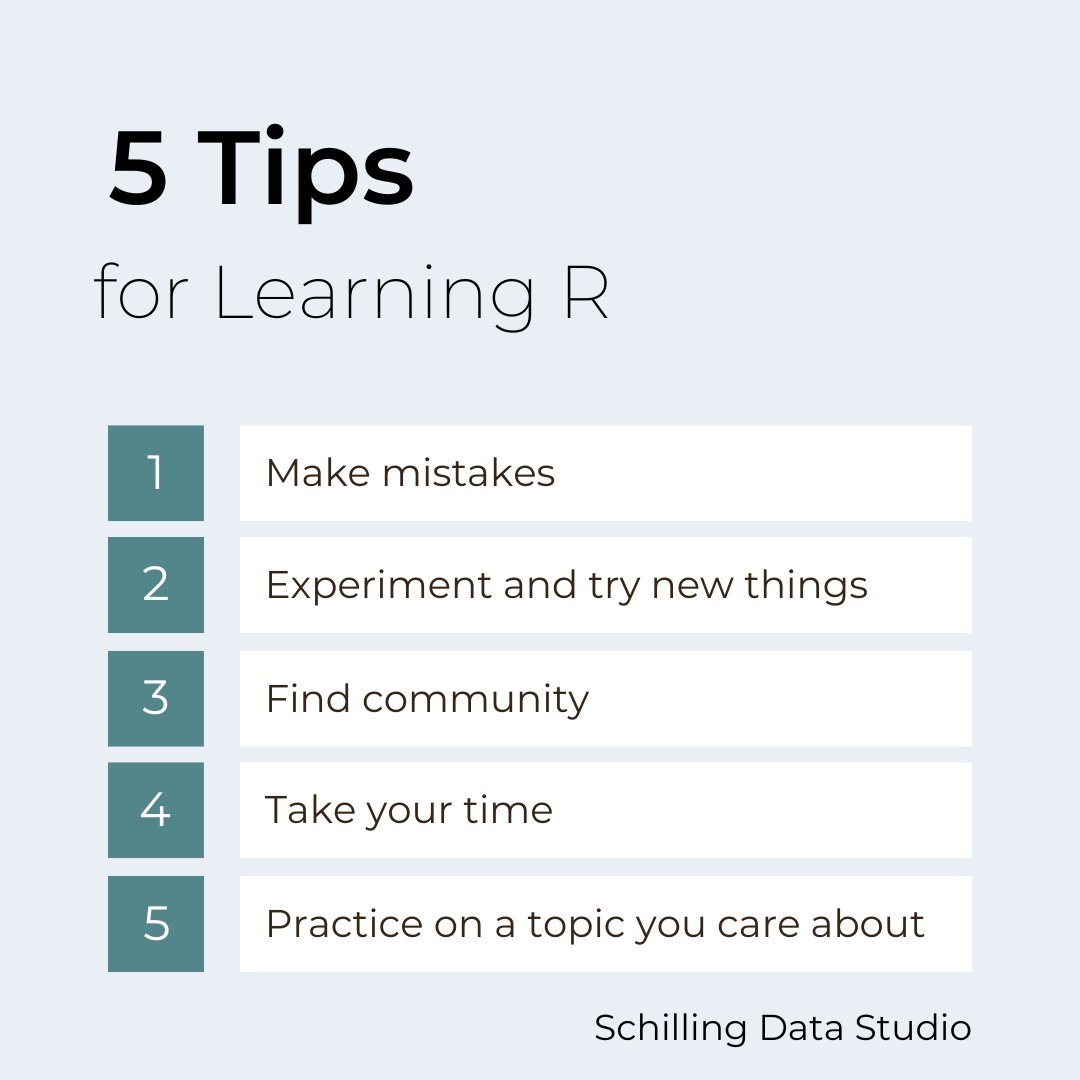 5 Tips
for Learning R
1 Make mistakes
2 Experiment and try new things
3 Find community
4 Take your time
5 Practice on a topic you care about
Schilling Data Studio